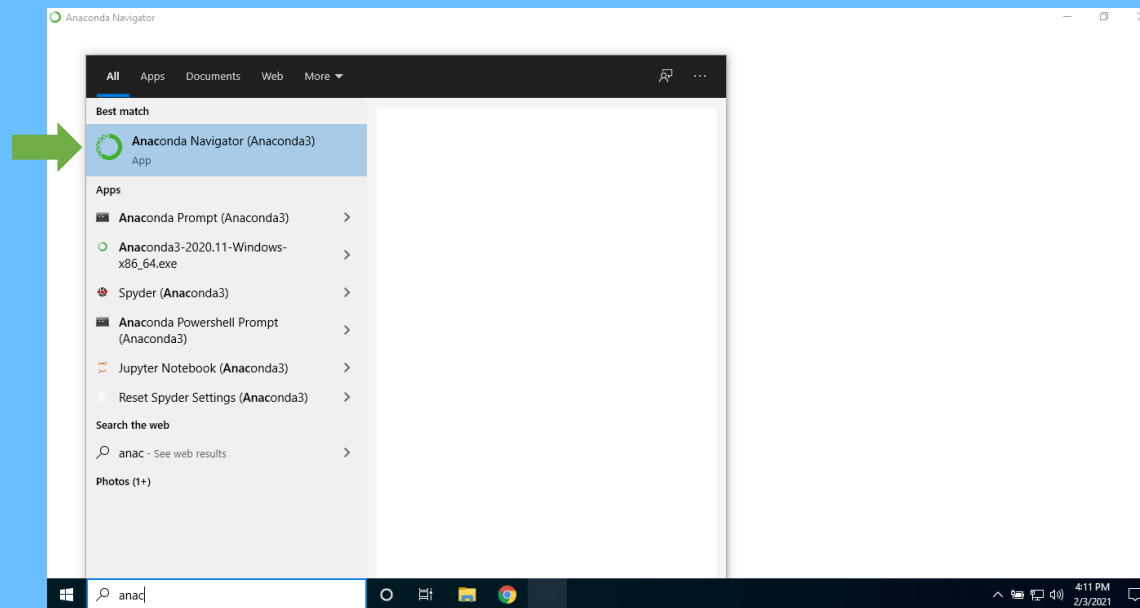 Anaconda Navigator
All Apps Documents Web More
Best match
Anaconda Navigator (Anaconda3)
App
Apps
Anaconda Prompt (Anaconda3)
Anaconda3-2020.11-Windows-
x86_64.exe
Spyder (Anaconda3)
Anaconda Powershell Prompt
(Anaconda3)
Jupyter Notebook (Anaconda3)
Reset Spyder Settings (Anaconda3)
Search the web
anac - See web results
Photos (1+)
anac
4:11 PM
2/3/2021